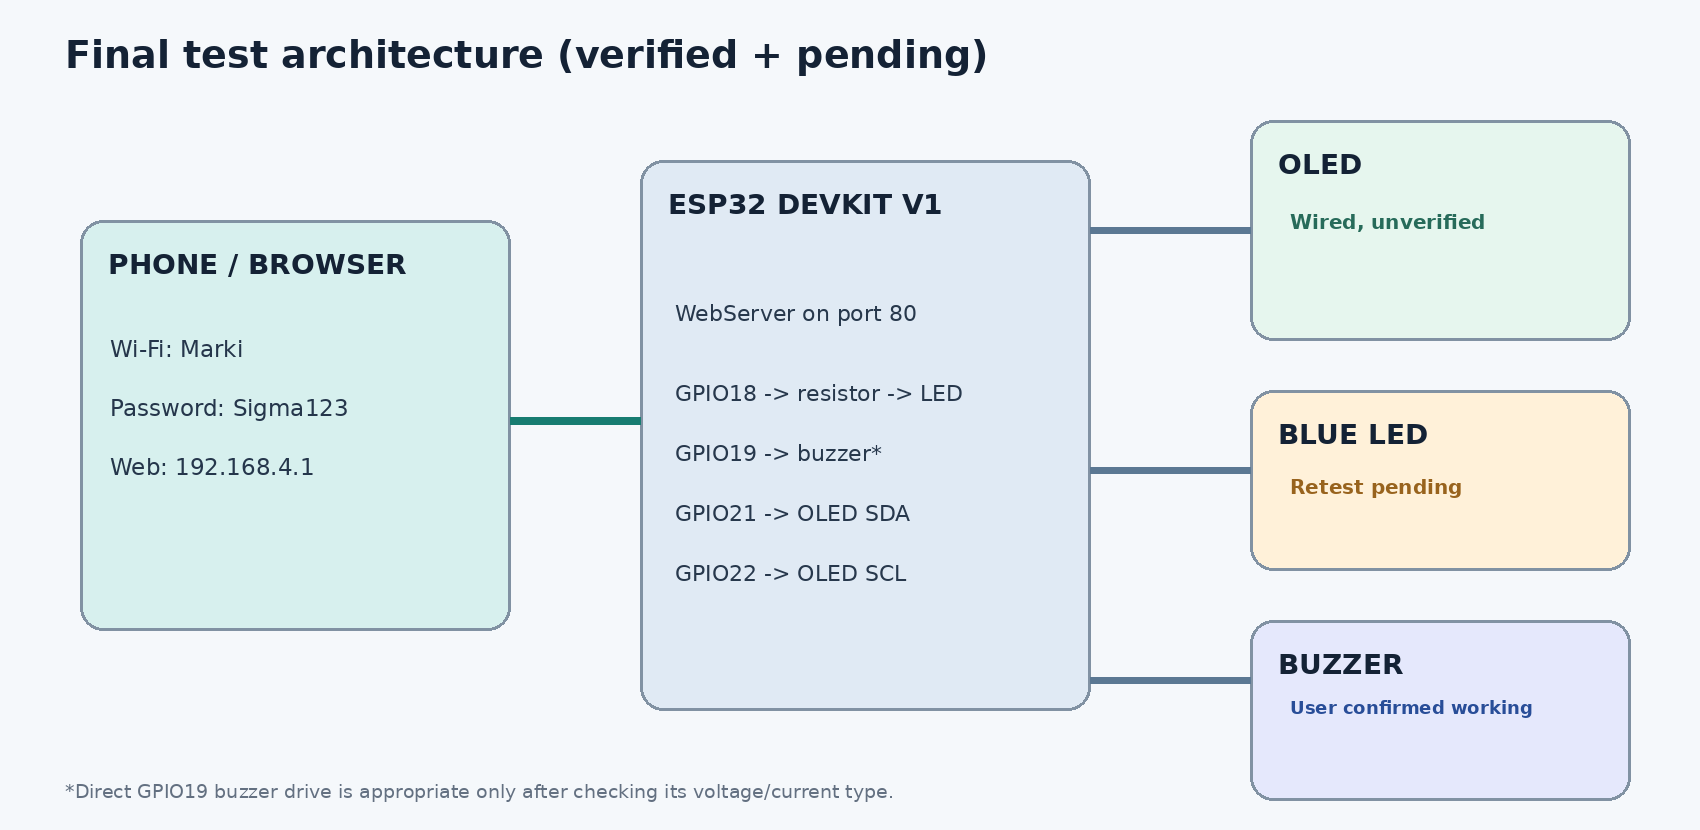 Final test architecture (verified + pending)
PHONE / BROWSER
Wi-Fi: Marki
Password: Sigma123
Web: 192.168.4.1
ESP32 DEVKIT V1
WebServer on port 80
GPIO18 -> resistor -> LED
GPIO19 -> buzzer*
GPIO21 -> OLED SDA
GPIO22 -> OLED SCL
OLED
Wired, unverified
BLUE LED
Retest pending
BUZZER
User confirmed working
*Direct GPIO19 buzzer drive is appropriate only after checking its voltage/current type.